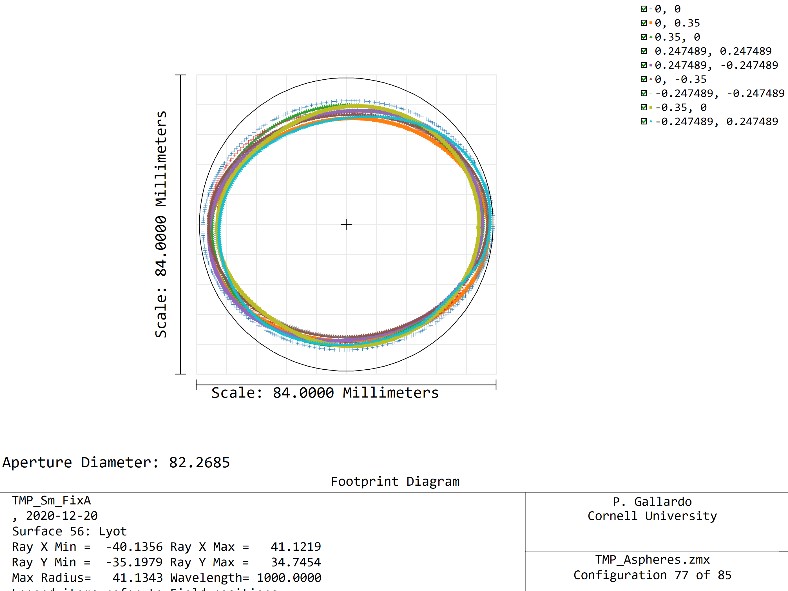 0, 0
0, 0.35
0.35, 0
0.247489, 0.247489
0.247489, -0.247489
0, -0.35
-0.247489, -0.247489
-0.35, 0
-0.247489, 0.247489
Scale: 84.0000 Millimeters
Scale: 84.0000 Millimeters
Aperture Diameter: 82.2685
Footprint Diagram
TMP_Sm_FixA
, 2020-12-20
Surface 56: Lyot
Ray X Min =  -40.1356 Ray X Max =   41.1219
Ray Y Min =  -35.1979 Ray Y Max =   34.7454
Max Radius=   41.1343 Wavelength= 1000.0000
P. Gallardo
Cornell University
TMP_Aspheres.zmx
Configuration 77 of 85